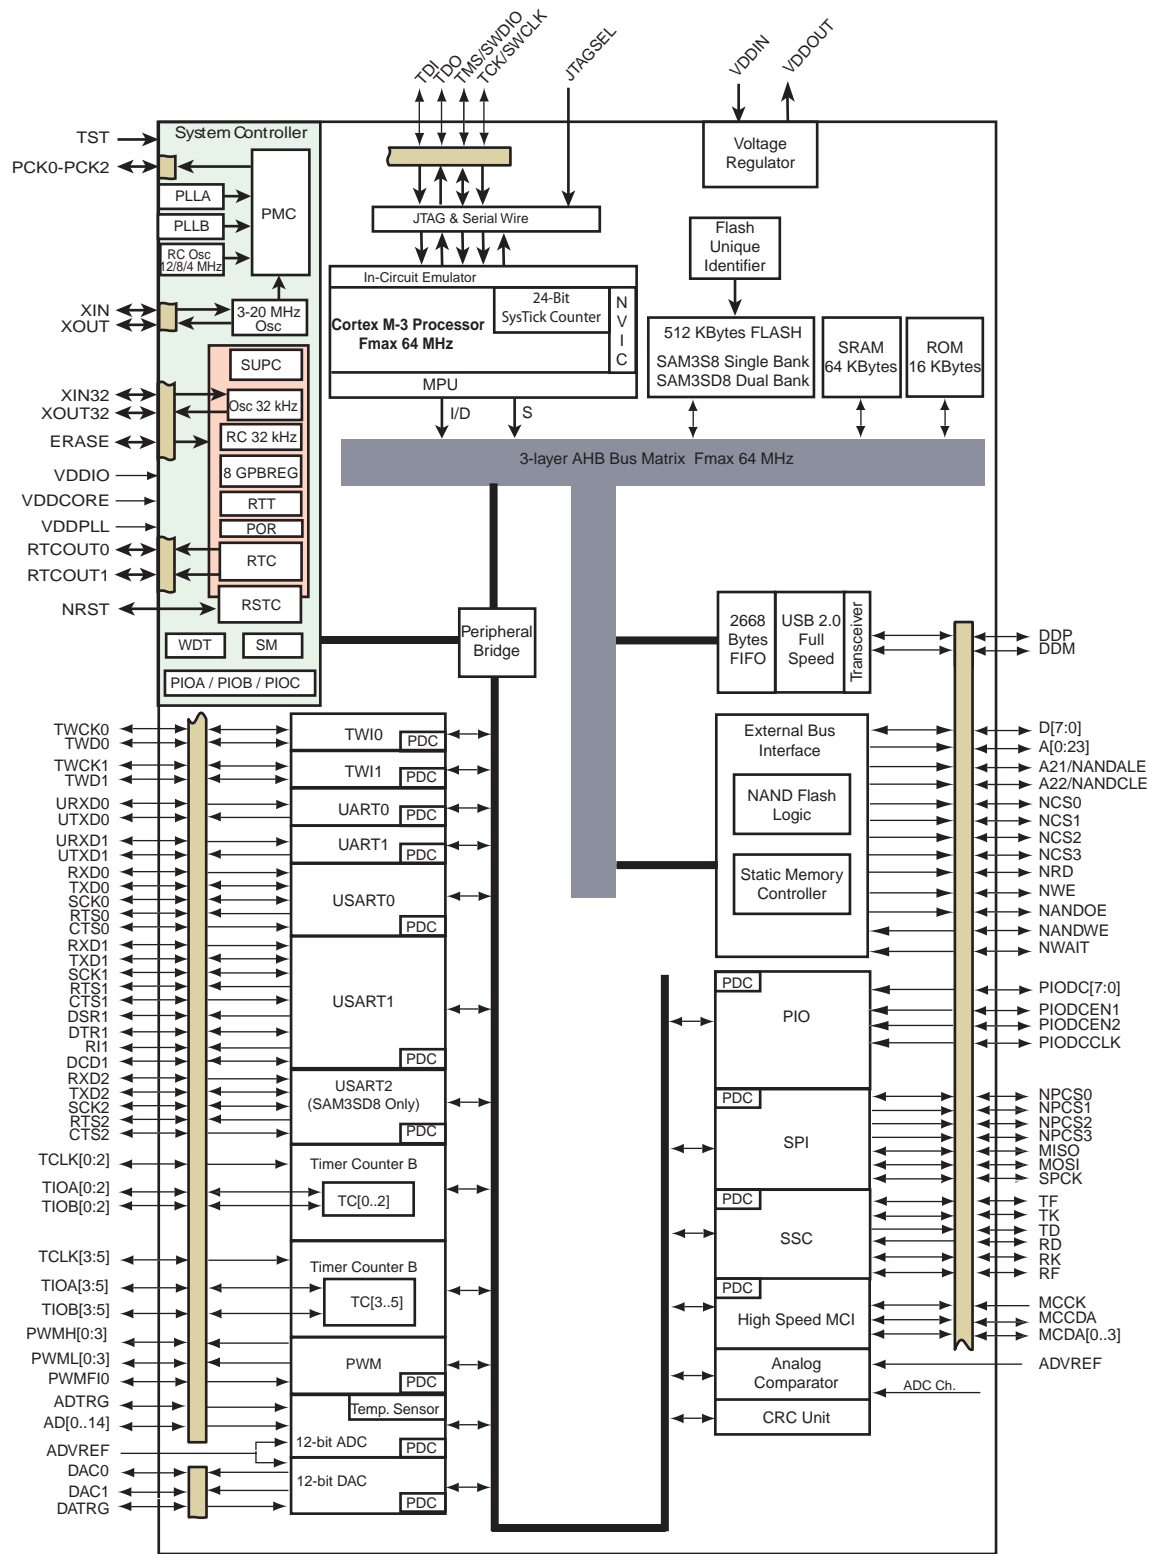 TDI
TDO
TMS/SWDIO
TCK/SWCLK
JTAGSEL
VDDIN
VDDOUT
System Controller
TST
PCK0-PCK2
PLLA
PLLB
RC Osc
12/8/4 MHz
PMC
XIN
XOUT
3-20 MHz
Osc
SUPC
XIN32
XOUT32
Osc 32 kHz
ERASE
RC 32 kHz
8 GPBREG
VDDIO
RTT
VDDCORE
POR
VDDPLL
RTCOUT0
RTC
RTCOUT1
NRST
RSTC
WDT
SM
PIOA / PIOB / PIOC
JTAG & Serial Wire
In-Circuit Emulator
24-Bit
SysTick Counter
Cortex M-3 Processor
Fmax 64 MHz
N
V
I
C
MPU
I/D
S
Voltage
Regulator
Flash
Unique
Identifier
512 KBytes FLASH
SAM3S8 Single Bank
SAM3SD8 Dual Bank
SRAM
64 KBytes
ROM
16 KBytes
3-layer AHB Bus Matrix Fmax 64 MHz
Peripheral
Bridge
2668
Bytes
FIFO
USB 2.0
Full
Speed
Transceiver
DDP
DDM
TWCK0
TWD0
TWI0
PDC
TWCK1
TWD1
TWI1
PDC
URXD0
UTXD0
UART0
PDC
URXD1
UTXD1
UART1
PDC
RXD0
TXD0
SCK0
RTS0
CTS0
USART0
PDC
RXD1
TXD1
SCK1
RTS1
CTS1
DSR1
DTR1
RI1
DCD1
USART1
PDC
RXD2
TXD2
SCK2
RTS2
CTS2
USART2
(SAM3SD8 Only)
PDC
TCLK[0:2]
TIOA[0:2]
TIOB[0:2]
Timer Counter B
TC[0..2]
TCLK[3:5]
TIOA[3:5]
TIOB[3:5]
Timer Counter B
TC[3..5]
PWMH[0:3]
PWML[0:3]
PWMFI0
PWM
PDC
ADTRG
AD[0..14]
ADVREF
Temp. Sensor
12-bit ADC
PDC
DAC0
DAC1
DATRG
12-bit DAC
PDC
External Bus
Interface
NAND Flash
Logic
Static Memory
Controller
D[7:0]
A[0:23]
A21/NANDALE
A22/NANDCLE
NCS0
NCS1
NCS2
NCS3
NRD
NWE
NANDOE
NANDWE
NWAIT
PDC
PIO
PIODC[7:0]
PIODCEN1
PIODCEN2
PIODCCLK
PDC
SPI
NPCS0
NPCS1
NPCS2
NPCS3
MISO
MOSI
SPCK
PDC
SSC
TF
TK
TD
RD
RK
RF
PDC
High Speed MCI
MCCK
MCCDA
MCDA[0..3]
Analog
Comparator
ADVREF
ADC Ch.
CRC Unit